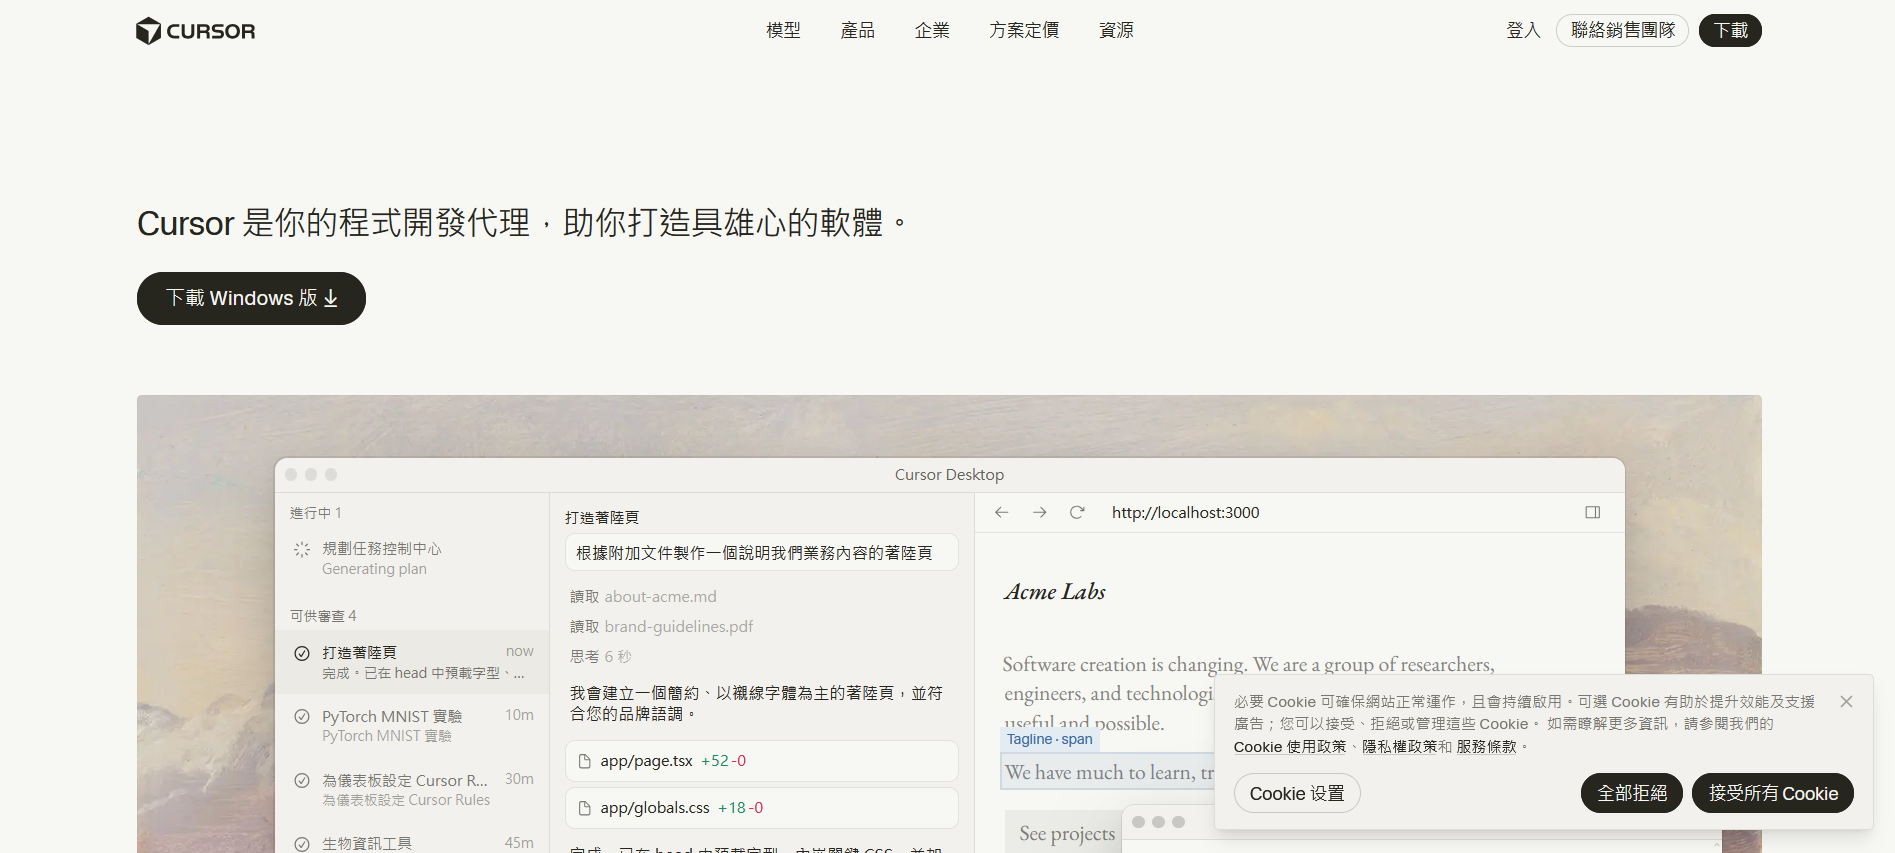 CURSOR
模型
產品
企業
方案定價
資源
登入
聯絡銷售團隊
下載
Cursor 是你的程式開發代理，助你打造具雄心的軟體。
下載 Windows 版
Cursor Desktop
進行中 1
規劃任務控制中心
Generating plan
可供審查 4
打造著陸頁 now
完成。已在 head 中預載字型、...
PyTorch MNIST 實驗 10m
PyTorch MNIST 實驗
為儀表板設定 Cursor R... 30m
為儀表板設定 Cursor Rules
生物資訊工具 45m
打造著陸頁
根據附加文件製作一個說明我們業務內容的著陸頁
讀取 about-acme.md
讀取 brand-guidelines.pdf
思考 6 秒
我會建立一個簡約、以襯線字體為主的著陸頁，並符
合您的品牌語調。
app/page.tsx +52 -0
app/globals.css +18 -0
http://localhost:3000
Acme Labs
Software creation is changing. We are a group of researchers,
engineers, and technologi
useful and possible.
Tagline · span
We have much to learn, tr
See projects
必要 Cookie 可確保網站正常運作，且會持續啟用。可選 Cookie 有助於提升效能及支援
廣告；您可以接受、拒絕或管理這些 Cookie。 如需瞭解更多資訊，請參閱我們的
Cookie 使用政策、隱私權政策和 服務條款。
Cookie 设置
全部拒絕
接受所有 Cookie